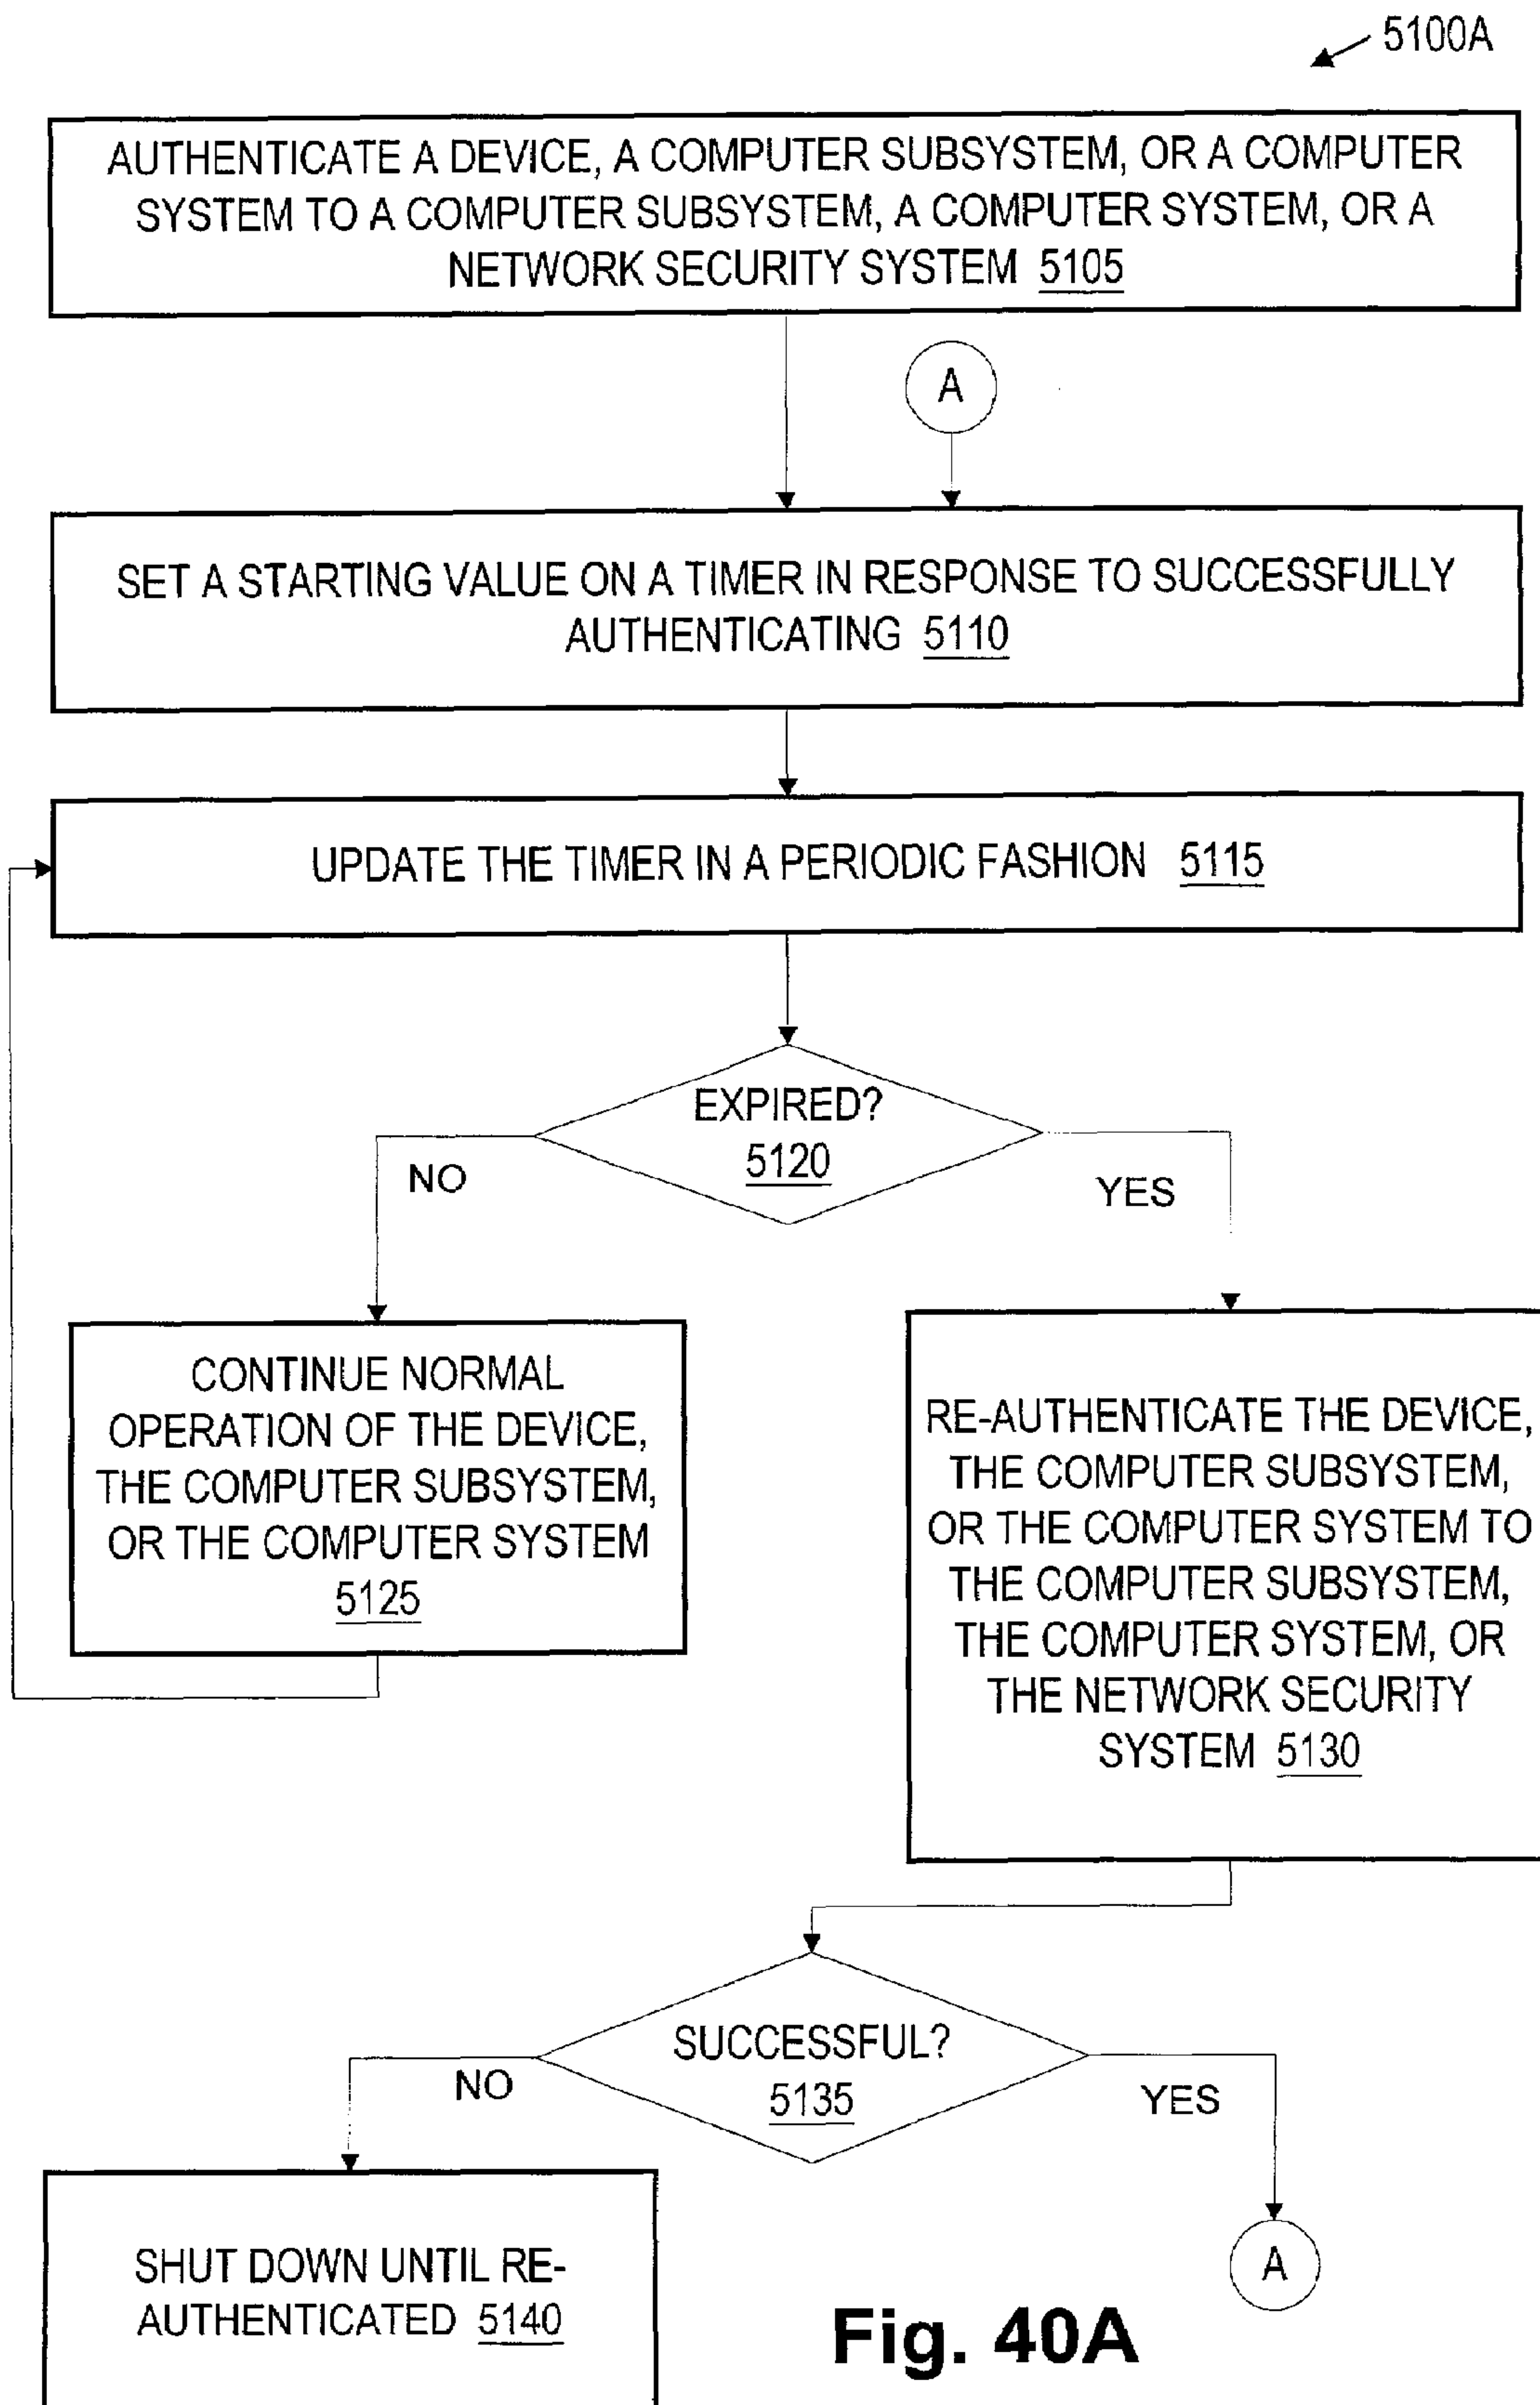 5100A
AUTHENTICATE A DEVICE, A COMPUTER SUBSYSTEM, OR A COMPUTER
SYSTEM TO A COMPUTER SUBSYSTEM, A COMPUTER SYSTEM, OR A
NETWORK SECURITY SYSTEM 5105
A
SET A STARTING VALUE ON A TIMER IN RESPONSE TO SUCCESSFULLY
AUTHENTICATING 5110
UPDATE THE TIMER IN A PERIODIC FASHION 5115
EXPIRED?
5120
NO
YES
CONTINUE NORMAL
OPERATION OF THE DEVICE,
THE COMPUTER SUBSYSTEM,
OR THE COMPUTER SYSTEM
5125
RE-AUTHENTICATE THE DEVICE,
THE COMPUTER SUBSYSTEM,
OR THE COMPUTER SYSTEM TO
THE COMPUTER SUBSYSTEM,
THE COMPUTER SYSTEM, OR
THE NETWORK SECURITY
SYSTEM 5130
SUCCESSFUL?
5135
NO
YES
SHUT DOWN UNTIL RE-
AUTHENTICATED 5140
A
Fig. 40A